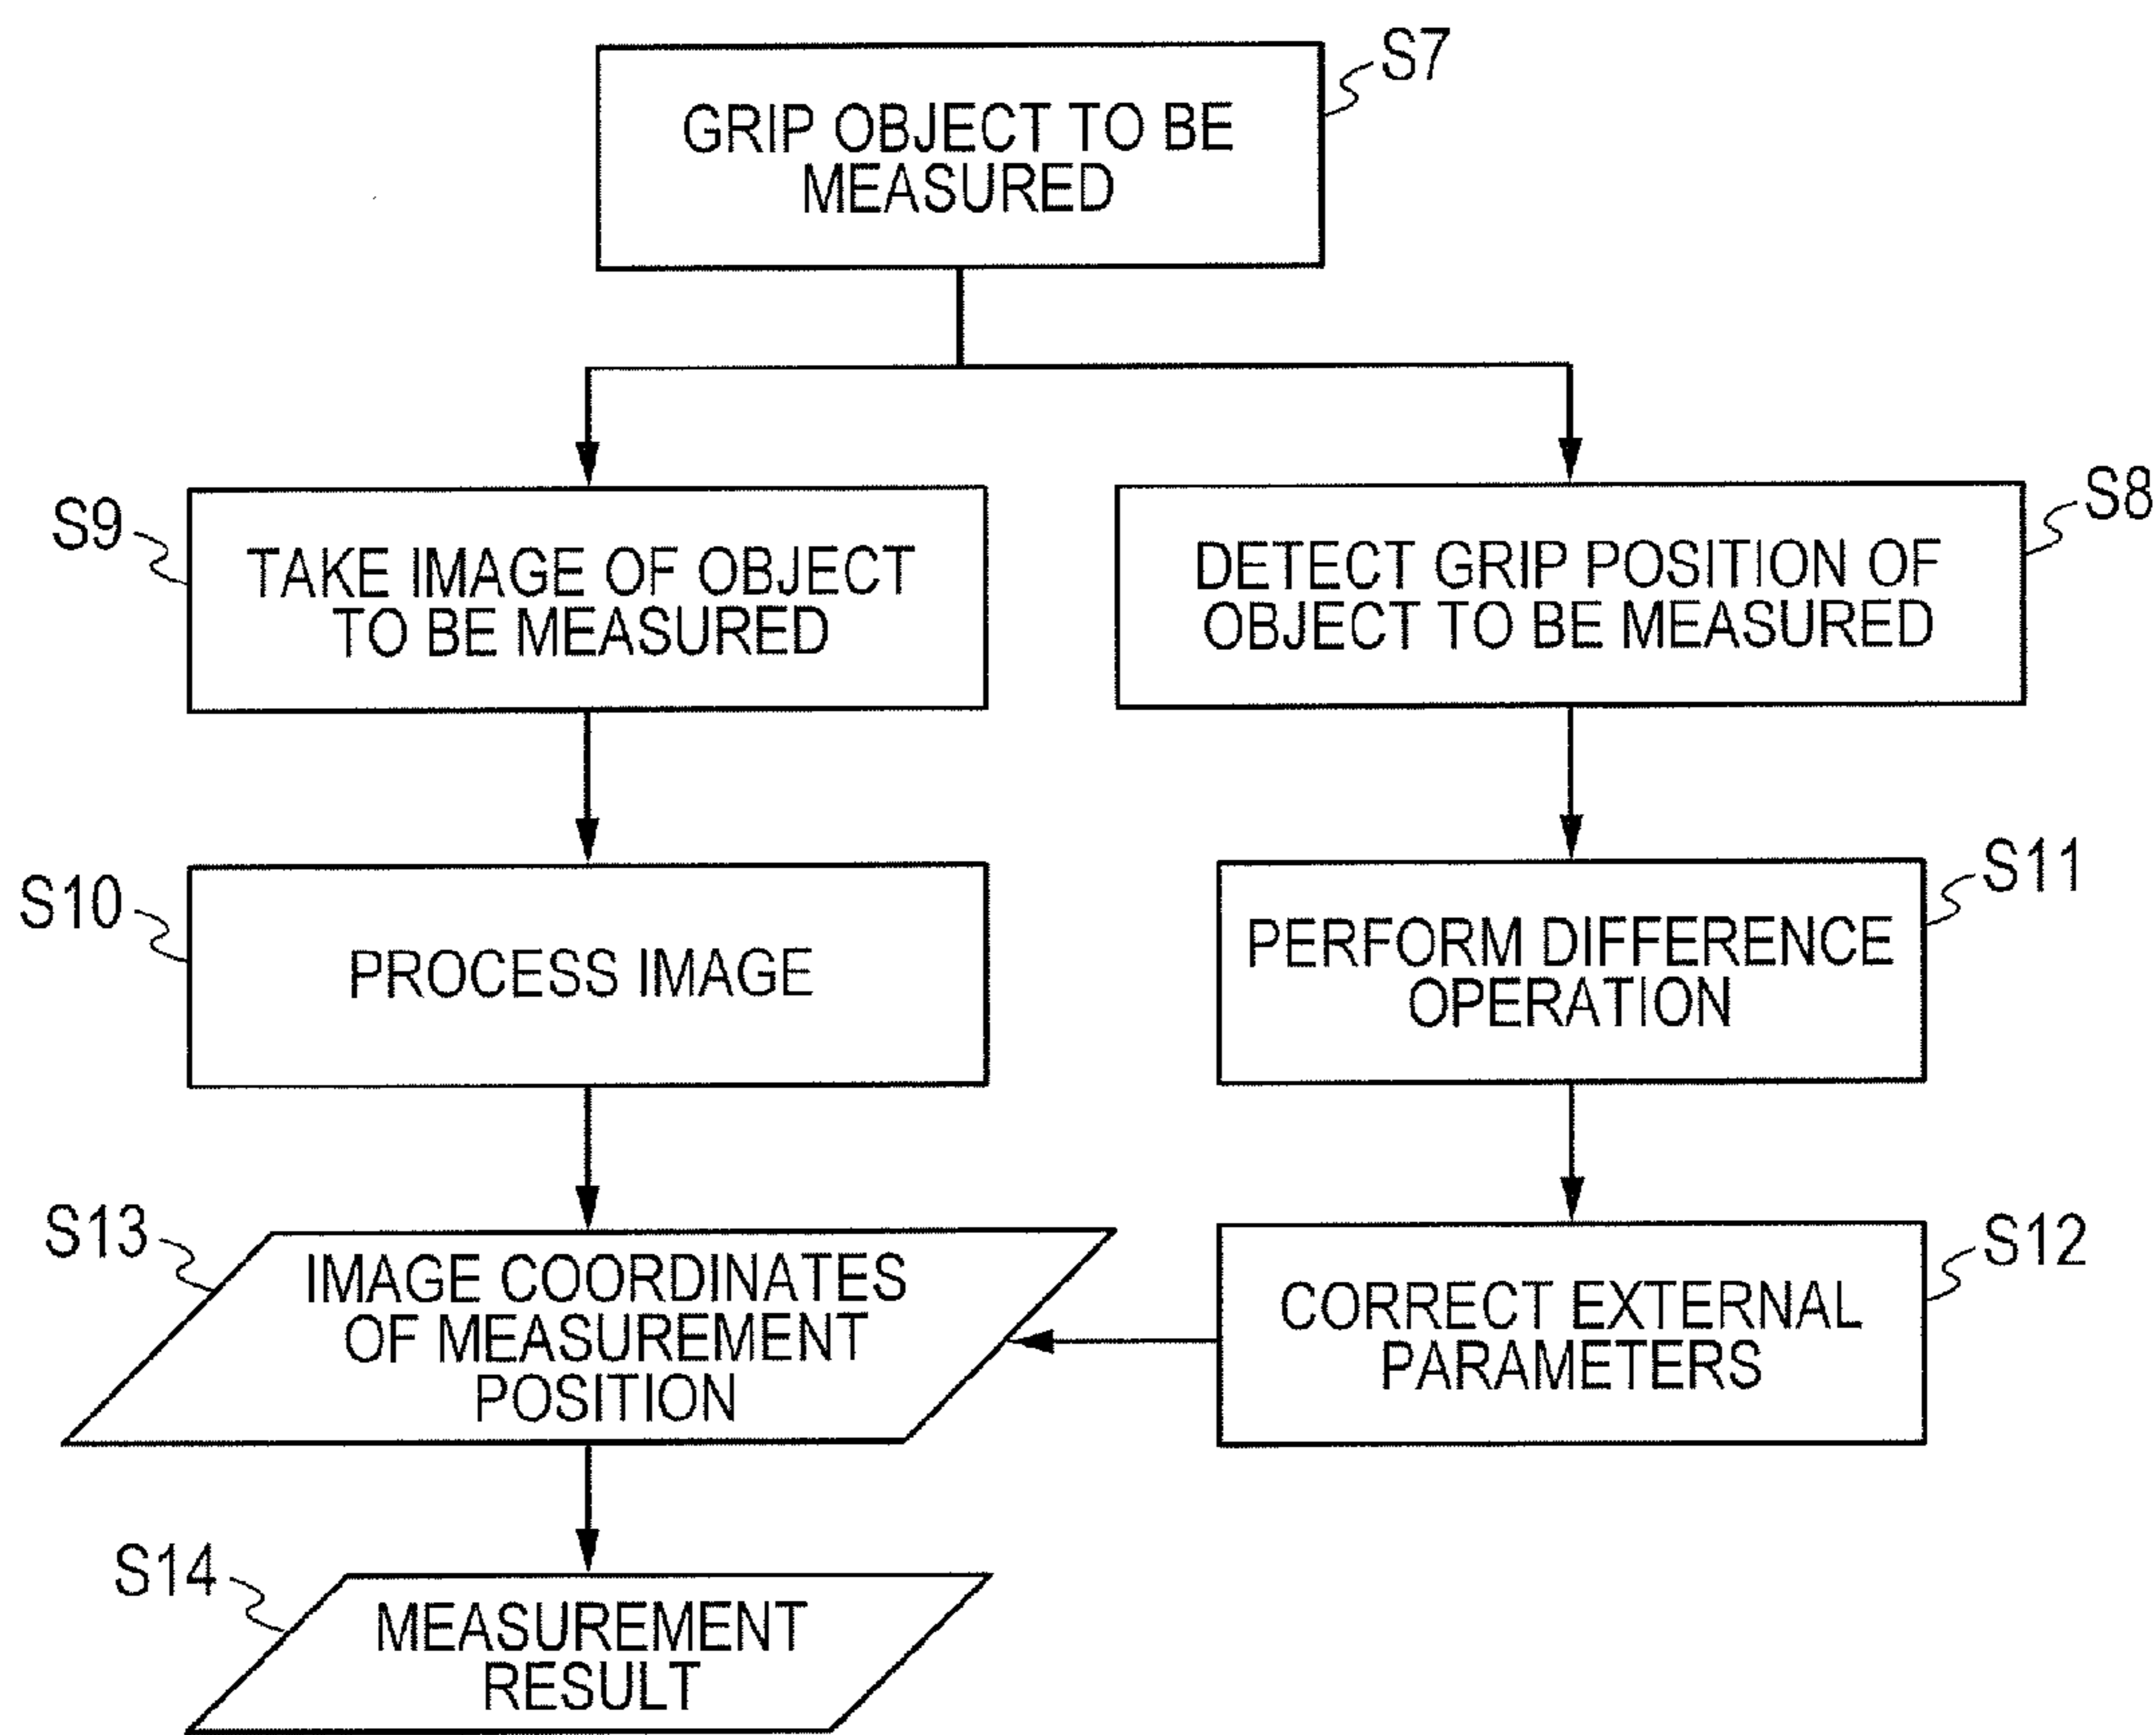 S7
GRIP OBJECT TO BE
MEASURED
S9
TAKE IMAGE OF OBJECT
TO BE MEASURED
S8
DETECT GRIP POSITION OF
OBJECT TO BE MEASURED
S10
PROCESS IMAGE
S11
PERFORM DIFFERENCE
OPERATION
S13
IMAGE COORDINATES
OF MEASUREMENT
POSITION
S12
CORRECT EXTERNAL
PARAMETERS
S14
MEASUREMENT
RESULT